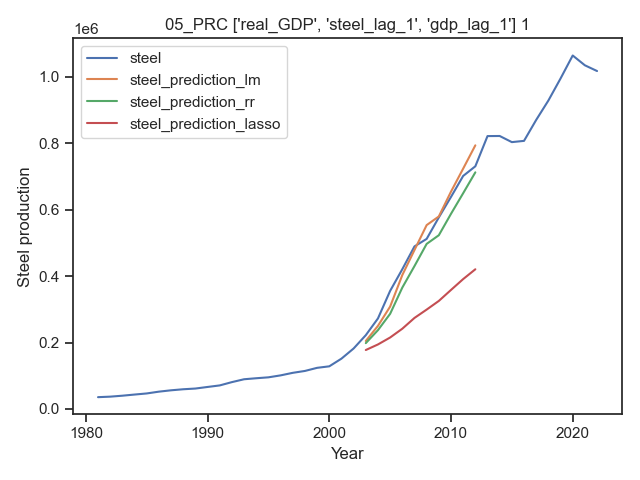 05_PRC ['real_GDP', 'steel_lag_1', 'gdp_lag_1'] 1
1e6
steel
steel_prediction_lm
steel_prediction_rr
steel_prediction_lasso
1.0
0.8
0.6
0.4
0.2
0.0
Steel production
1980
1990
2000
2010
2020
Year